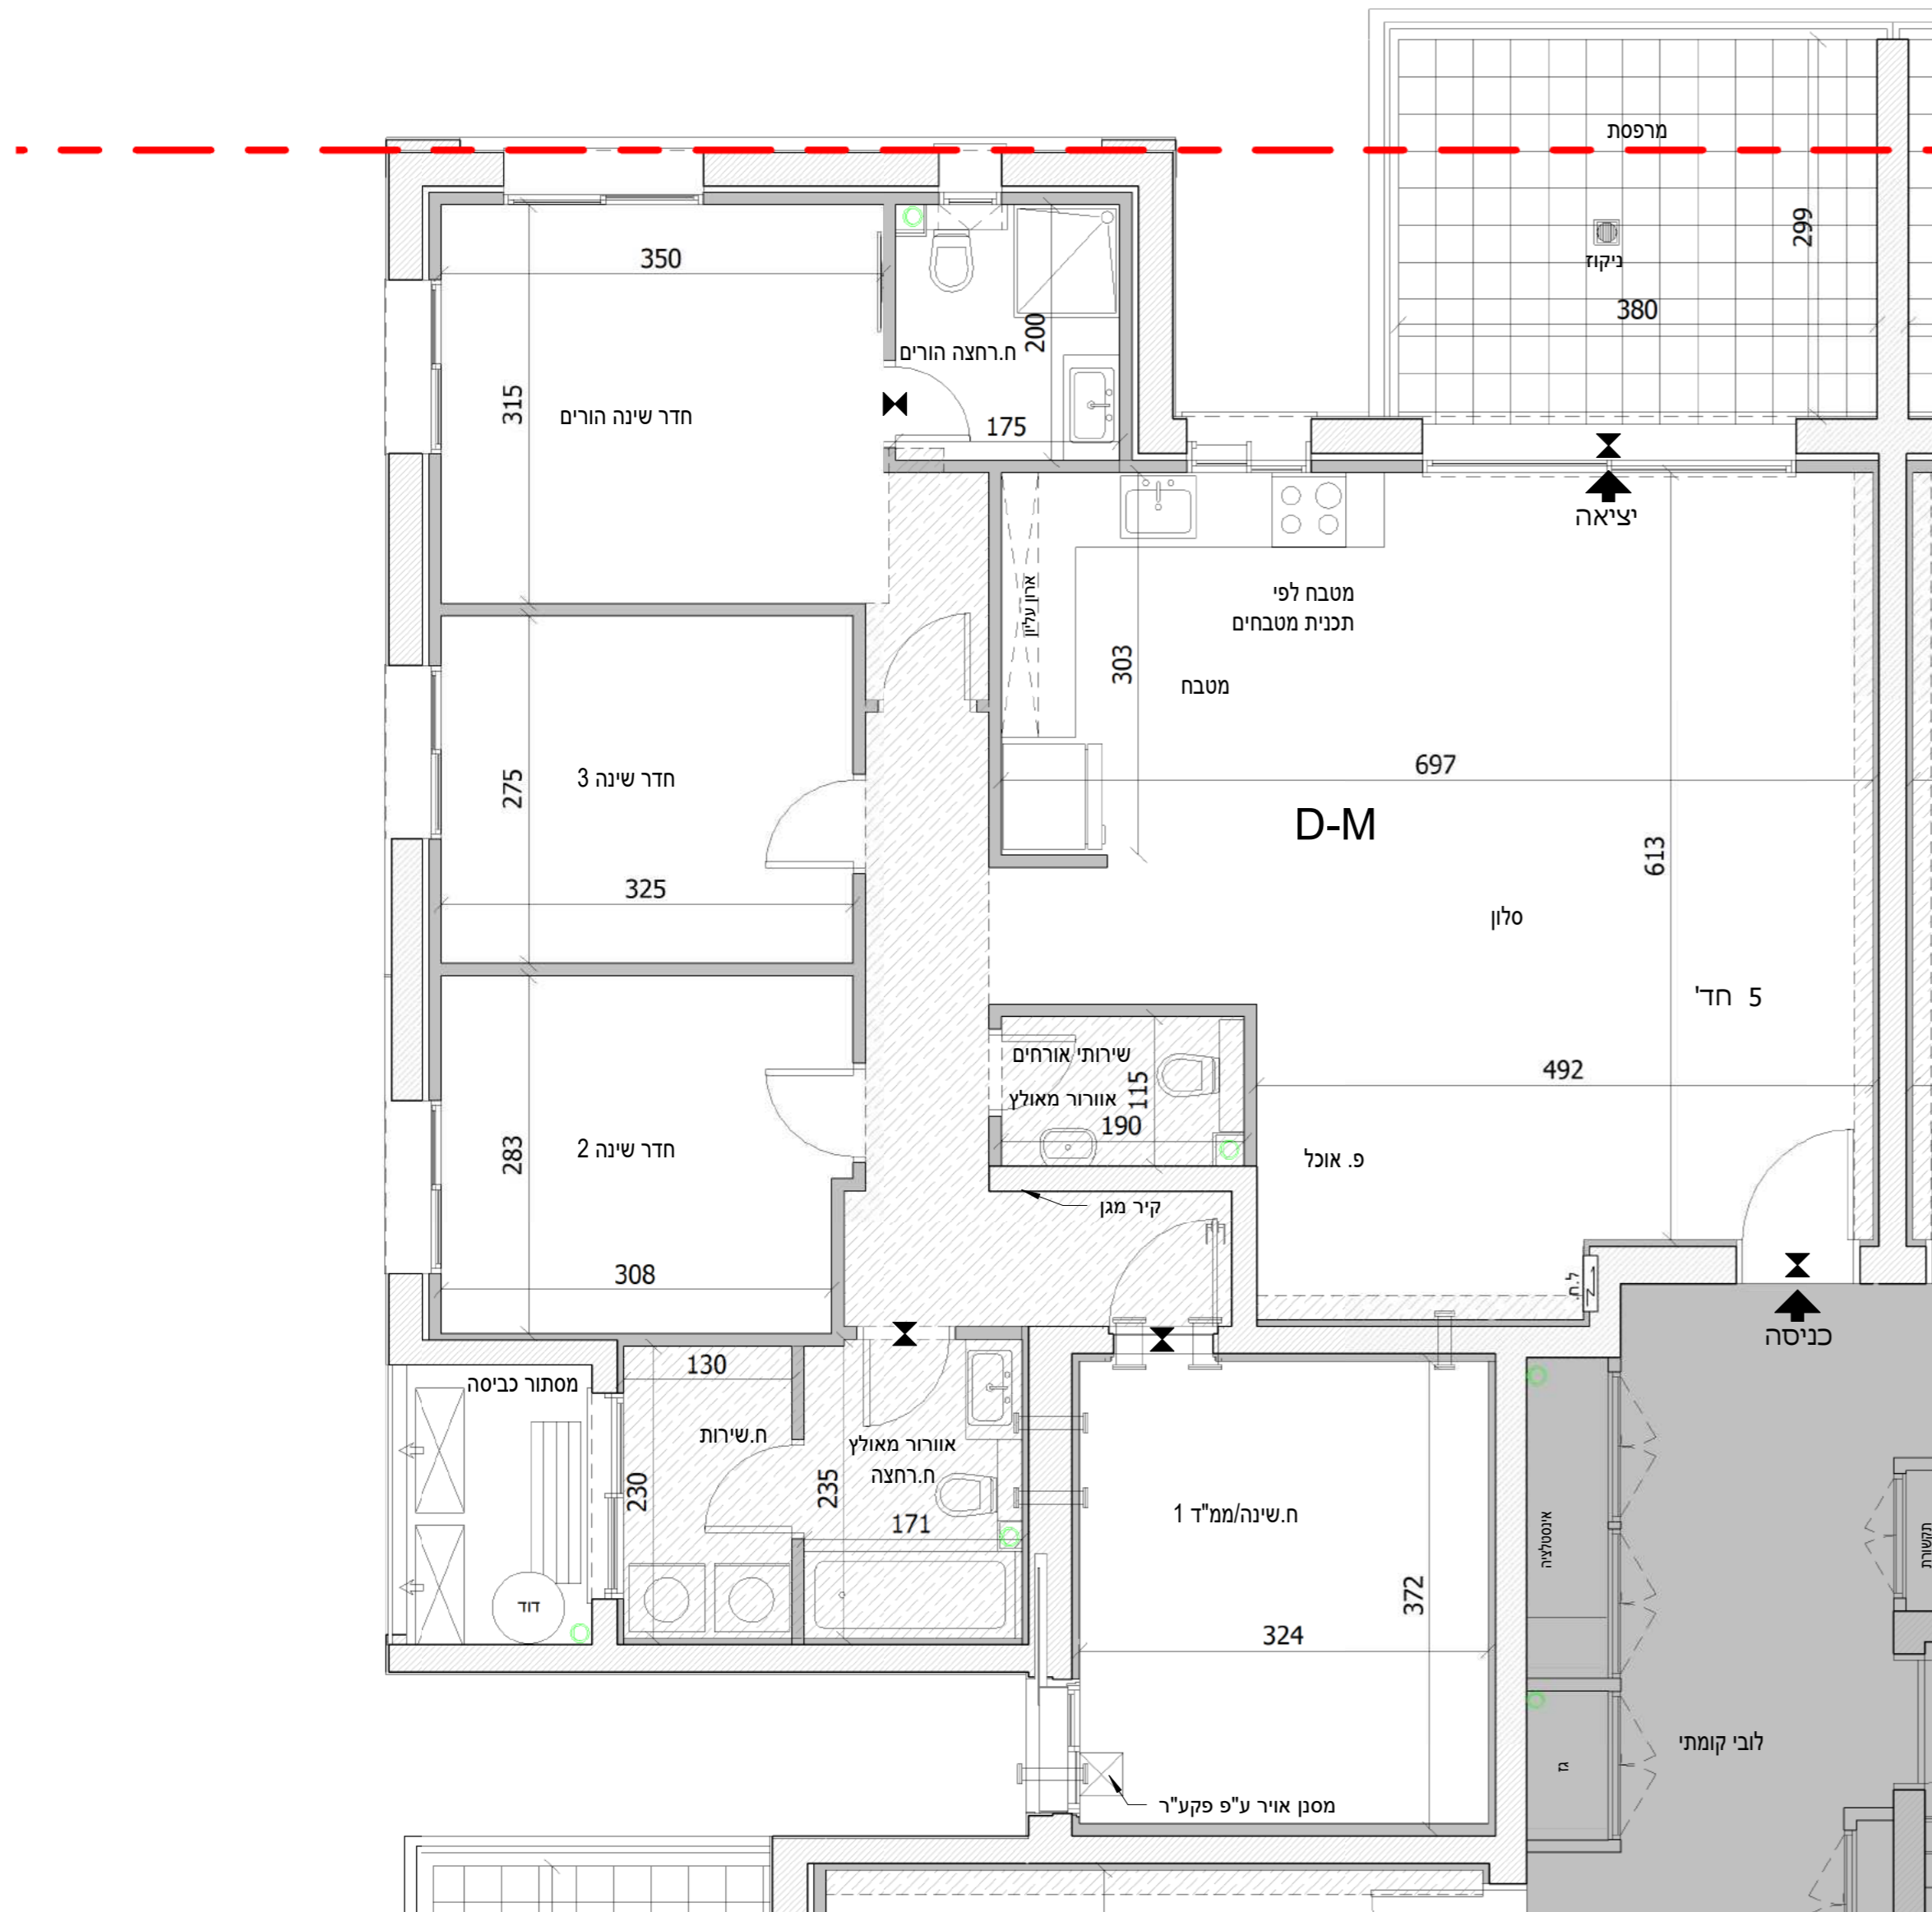 מרפסת
299
ניקוז
380
350
200
ח.רחצה הורים
315
חדר שינה הורים
175
יציאה
ארון עליון
מטבח לפי
תכנית מטבחים
303
מטבח
697
275
חדר שינה 3
D-M
613
325
סלון
5 חד'
שירותי אורחים
492
115
אוורור מאולץ
190
283
חדר שינה 2
פ. אוכל
קיר מגן
308
ל.ח.
כניסה
130
מסתור כביסה
ח.שירות
אוורור מאולץ
ח.רחצה
230
235
171
ח.שינה/ממ"ד 1
אינסטלציה
תקשורת
דוד
372
324
לובי קומתי
גז
מסנן אויר ע"פ פקע"ר